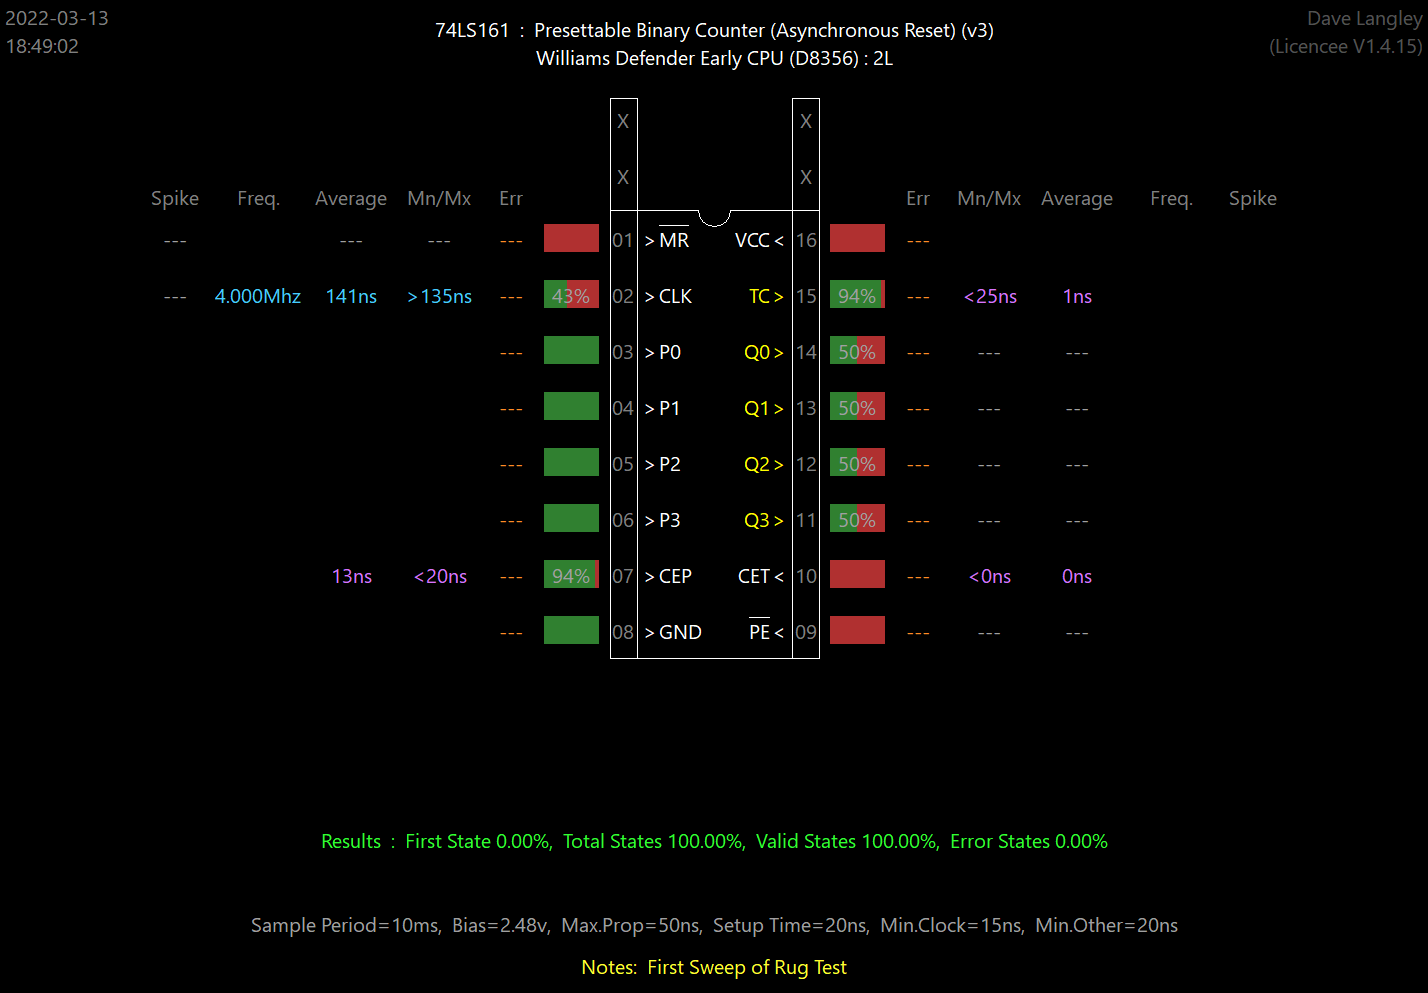 2022-03-13
18:49:02
74LS161 : Presettable Binary Counter (Asynchronous Reset) (v3)
Williams Defender Early CPU (D8356) : 2L
Dave Langley
(Licencee V1.4.15)
X X
X X
Spike Freq. Average Mn/Mx Err Err Mn/Mx Average Freq. Spike
--- --- --- --- 01 > MR VCC < 16 ---
--- 4.000Mhz 141ns >135ns --- 43% 02 > CLK TC > 15 94% --- <25ns 1ns
--- 03 > P0 Q0 > 14 50% --- --- ---
--- 04 > P1 Q1 > 13 50% --- --- ---
--- 05 > P2 Q2 > 12 50% --- --- ---
--- 06 > P3 Q3 > 11 50% --- --- ---
13ns <20ns --- 94% 07 > CEP CET < 10 --- <0ns 0ns
--- 08 > GND PE < 09 --- --- ---
Results : First State 0.00%, Total States 100.00%, Valid States 100.00%, Error States 0.00%
Sample Period=10ms, Bias=2.48v, Max.Prop=50ns, Setup Time=20ns, Min.Clock=15ns, Min.Other=20ns
Notes: First Sweep of Rug Test